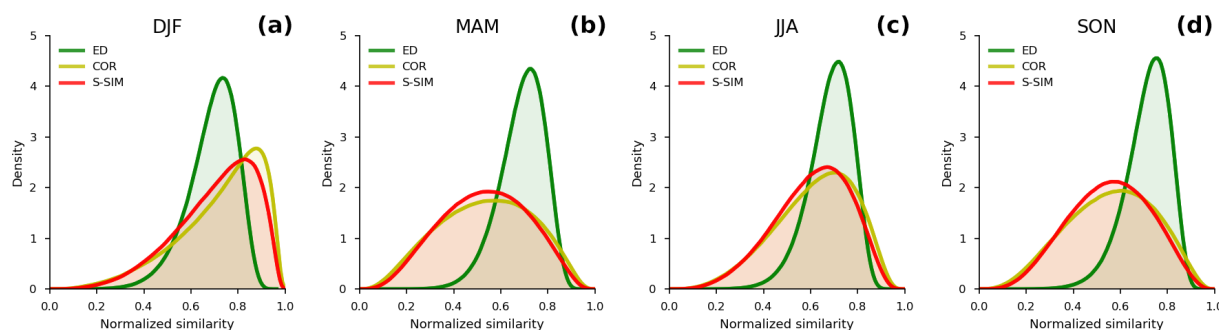 DJF (a)
5
4
3
2
1
0
Density
ED
COR
S-SIM
0.0 0.2 0.4 0.6 0.8 1.0
Normalized similarity
MAM (b)
5
4
3
2
1
0
Density
ED
COR
S-SIM
0.0 0.2 0.4 0.6 0.8 1.0
Normalized similarity
JJA (c)
5
4
3
2
1
0
Density
ED
COR
S-SIM
0.0 0.2 0.4 0.6 0.8 1.0
Normalized similarity
SON (d)
5
4
3
2
1
0
Density
ED
COR
S-SIM
0.0 0.2 0.4 0.6 0.8 1.0
Normalized similarity